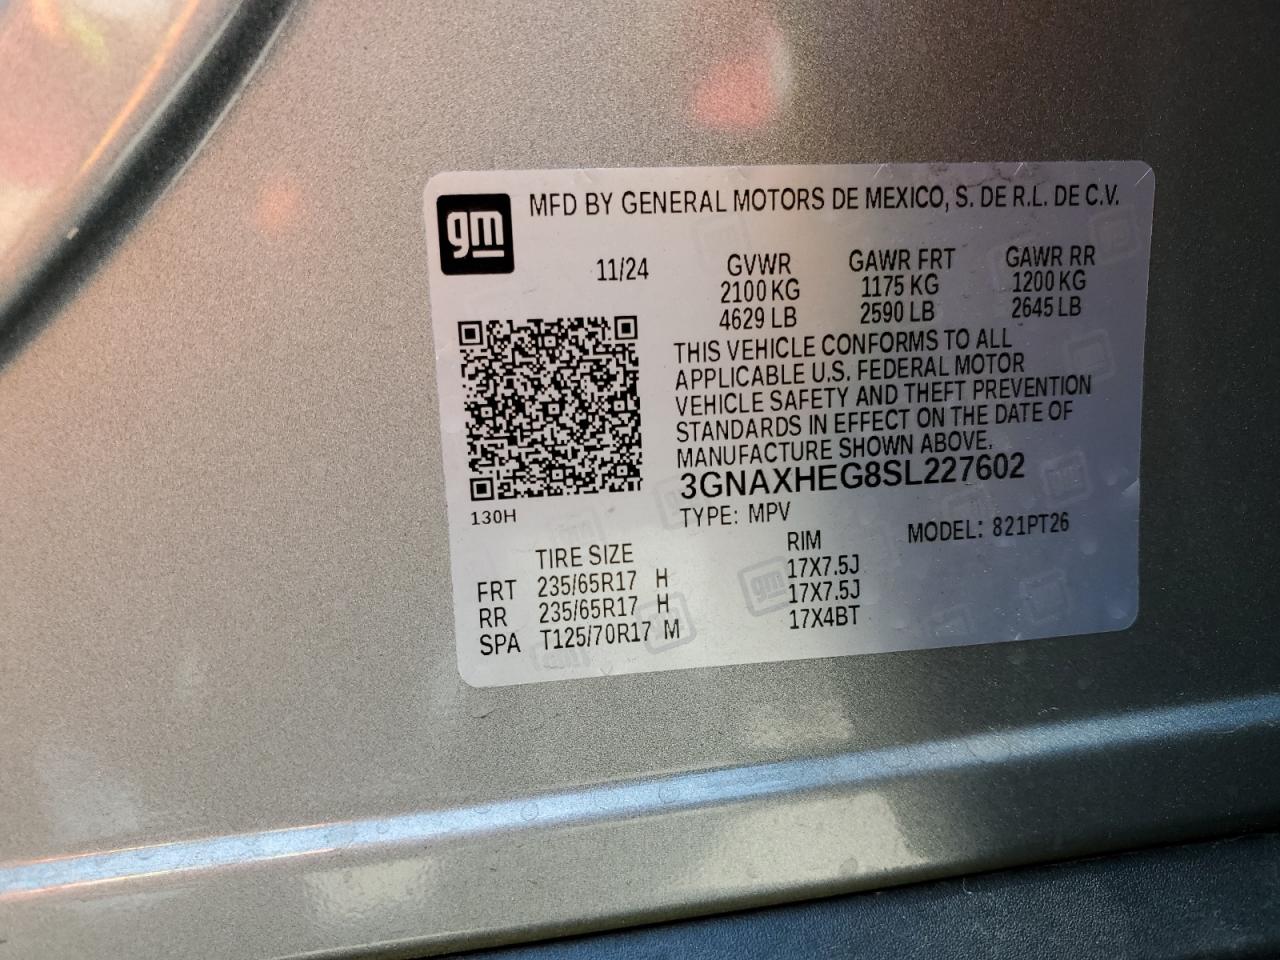 gm
MFD BY GENERAL MOTORS DE MEXICO, S. DE R.L. DE C.V.
11/24
GVWR GAWR FRT GAWR RR
2100 KG 1175 KG 1200 KG
4629 LB 2590 LB 2645 LB
THIS VEHICLE CONFORMS TO ALL
APPLICABLE U.S. FEDERAL MOTOR
VEHICLE SAFETY AND THEFT PREVENTION
STANDARDS IN EFFECT ON THE DATE OF
MANUFACTURE SHOWN ABOVE.
3GNAXHEG8SL227602
130H
TYPE: MPV MODEL: 821PT26
TIRE SIZE RIM
FRT 235/65R17 H 17X7.5J
RR 235/65R17 H 17X7.5J
SPA T125/70R17 M 17X4BT